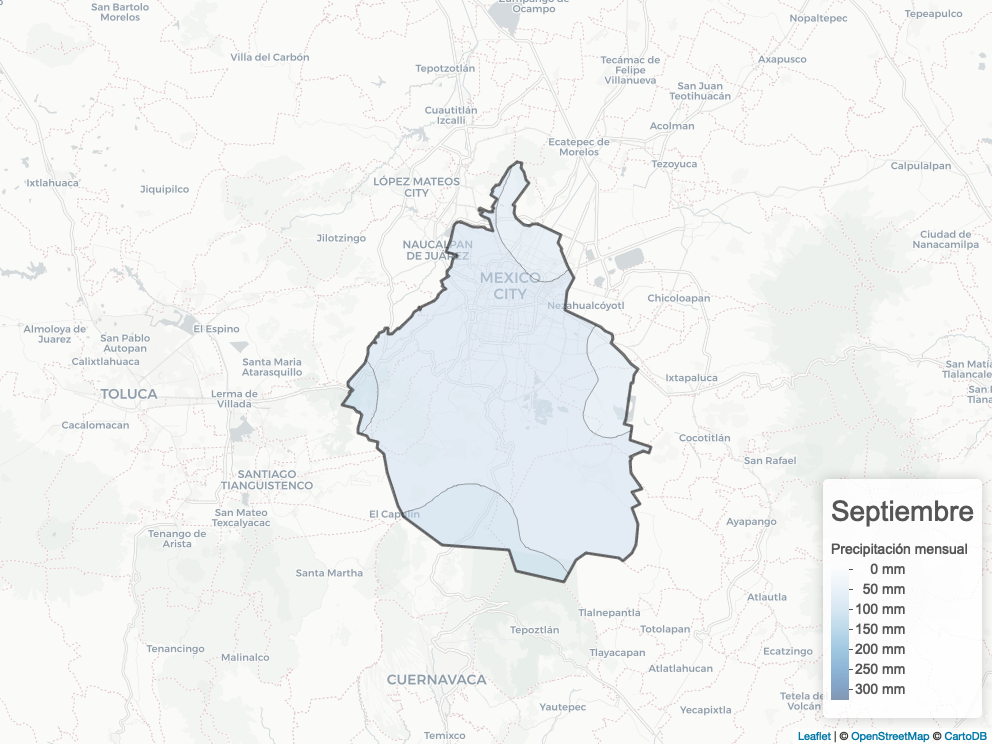 San Bartolo
Morelos
Zumpango de
Ocampo
Nopaltepec
Tepeapulco
Villa del Carbón
Tepotzotlán
Tecámac de
Felipe
Villanueva
Axapusco
San Juan
Teotihuacán
Cuautitlán
Izcalli
Acolman
Ecatepec de
Morelos
Tezoyuca
Calpulalpan
Ixtlahuaca
Jiquipilco
LÓPEZ MATEOS
CITY
Jilotzingo
NAUCALPAN
DE JUÁREZ
Ciudad de
Nanacamilpa
MEXICO
CITY
Nezahualcóyotl
Chicoloapan
Almoloya de
Juarez
El Espino
San Pablo
Autopan
Calixtlahuaca
Santa Maria
Atarasquillo
San Matí
Tlalancale
Ixtapaluca
TOLUCA
Lerma de
Villada
San I
Tlana
Cacalomacan
Cocotitlán
San Rafael
SANTIAGO
TIANGUISTENCO
San Mateo
Texcalyacac
El Capulín
Ayapango
Tenango de
Arista
Santa Martha
Tlalnepantla
Atlautla
Tepoztlán
Totolapan
Tenancingo
Malinalco
Tlayacapan
Ecatzingo
Atlatlahucan
CUERNAVACA
Yautepec
Yecapixtla
Tetela de
Volcán
Temixco
Septiembre
Precipitación mensual
0 mm
50 mm
100 mm
150 mm
200 mm
250 mm
300 mm
Leaflet | © OpenStreetMap © CartoDB